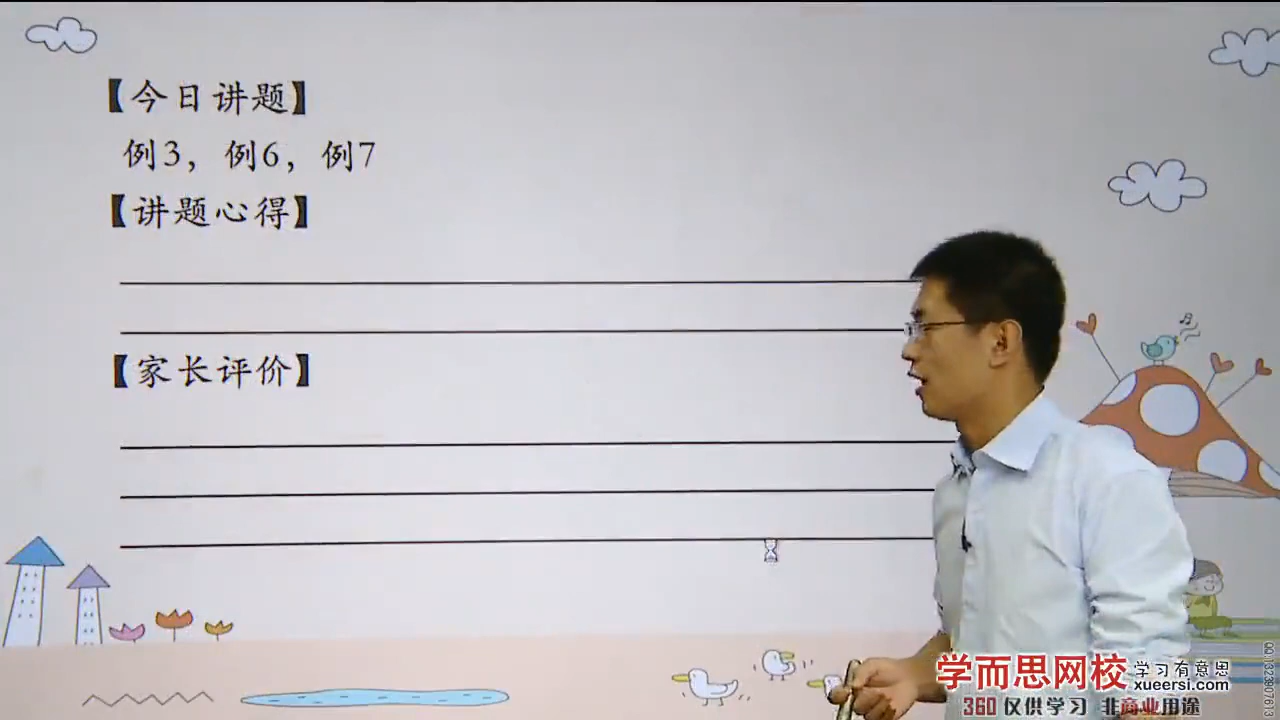 【今日讲题】
例3，例6，例7
【讲题心得】
【家长评价】
学而思网校
学习有意思
xueersi.com
360 仅供学习 非商业用途